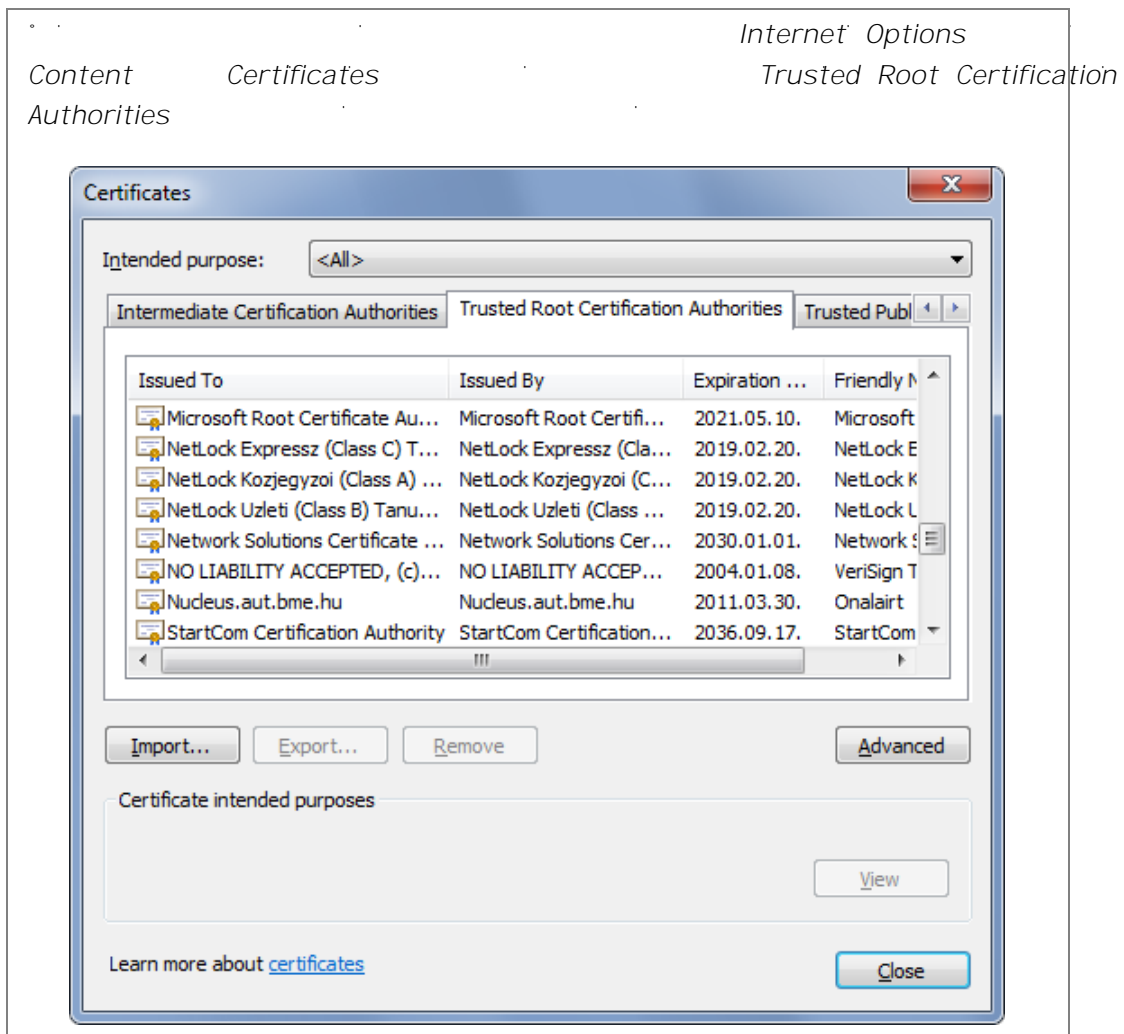 Internet Options
Content Certificates Trusted Root Certification
Authorities
Certificates
Intended purpose: <All>
Intermediate Certification Authorities Trusted Root Certification Authorities Trusted Publ
Issued To Issued By Expiration ... Friendly N
Microsoft Root Certificate Au... Microsoft Root Certifi... 2021.05.10. Microsoft
NetLock Expressz (Class C) T... NetLock Expressz (Cla... 2019.02.20. NetLock E
NetLock Kozjegyzoi (Class A) ... NetLock Kozjegyzoi (C... 2019.02.20. NetLock K
NetLock Uzleti (Class B) Tanu... NetLock Uzleti (Class ... 2019.02.20. NetLock U
Network Solutions Certificate ... Network Solutions Cer... 2030.01.01. Network S
NO LIABILITY ACCEPTED, (c)... NO LIABILITY ACCEP... 2004.01.08. VeriSign T
Nucleus.aut.bme.hu Nucleus.aut.bme.hu 2011.03.30. Onalairt
StartCom Certification Authority StartCom Certification... 2036.09.17. StartCom
Import... Export... Remove Advanced
Certificate intended purposes
View
Learn more about certificates
Close